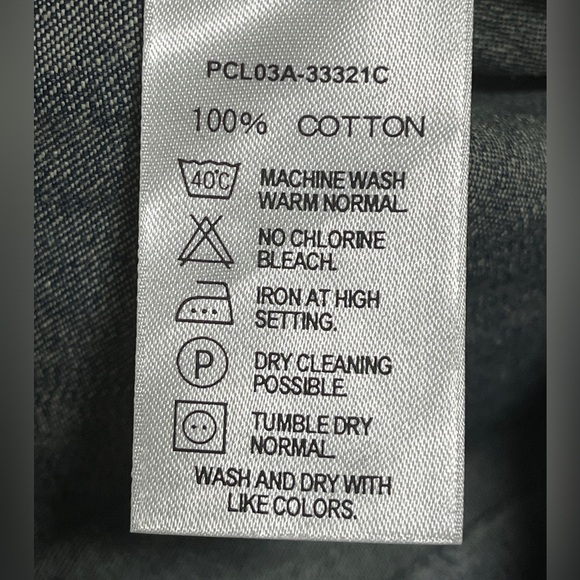 PCL03A-33321C
100% COTTON
40°C MACHINE WASH
WARM NORMAL.
NO CHLORINE
BLEACH.
IRON AT HIGH
SETTING.
P DRY CLEANING
POSSIBLE.
TUMBLE DRY
NORMAL
WASH AND DRY WITH
LIKE COLORS.